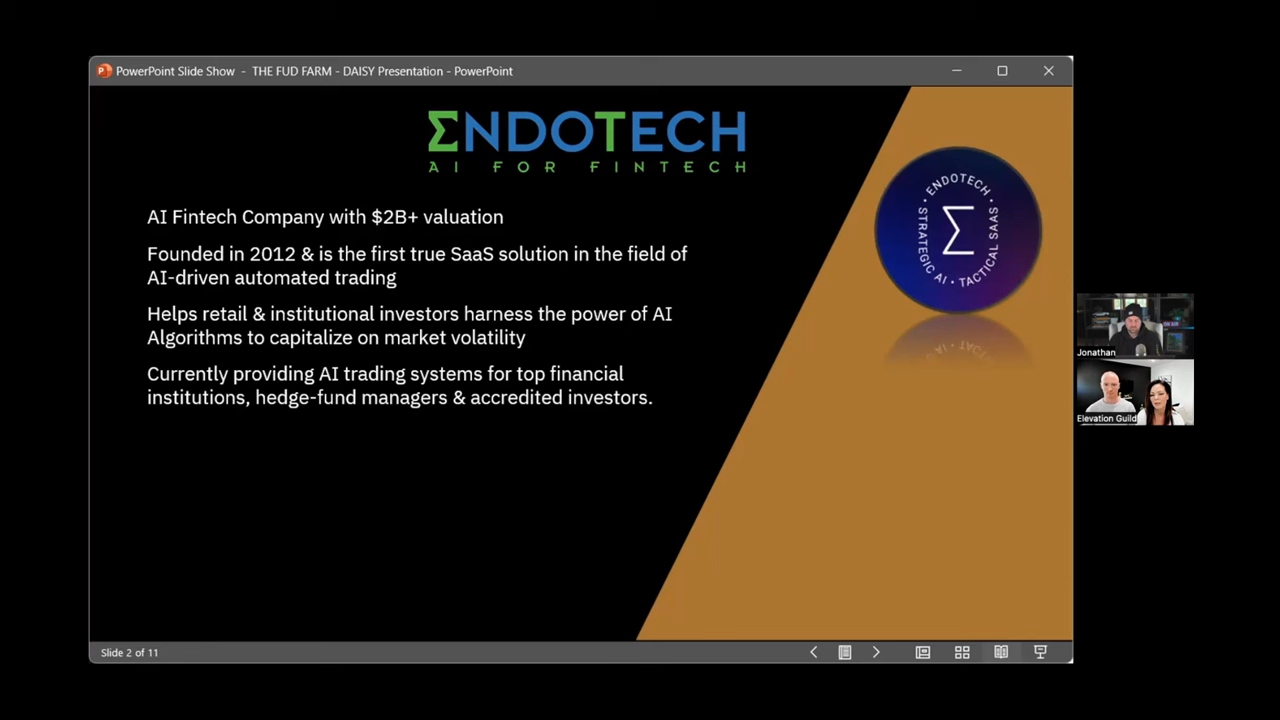 PowerPoint Slide Show - THE FUD FARM - DAISY Presentation - PowerPoint
ΣNDOTECH
AI FOR FINTECH
AI Fintech Company with $2B+ valuation
Founded in 2012 & is the first true SaaS solution in the field of
AI-driven automated trading
Helps retail & institutional investors harness the power of AI
Algorithms to capitalize on market volatility
Currently providing AI trading systems for top financial
institutions, hedge-fund managers & accredited investors.
• ENDOTECH •
STRATEGIC AI • TACTICAL SAAS
Σ
Jonathan
Elevation Guild
Slide 2 of 11